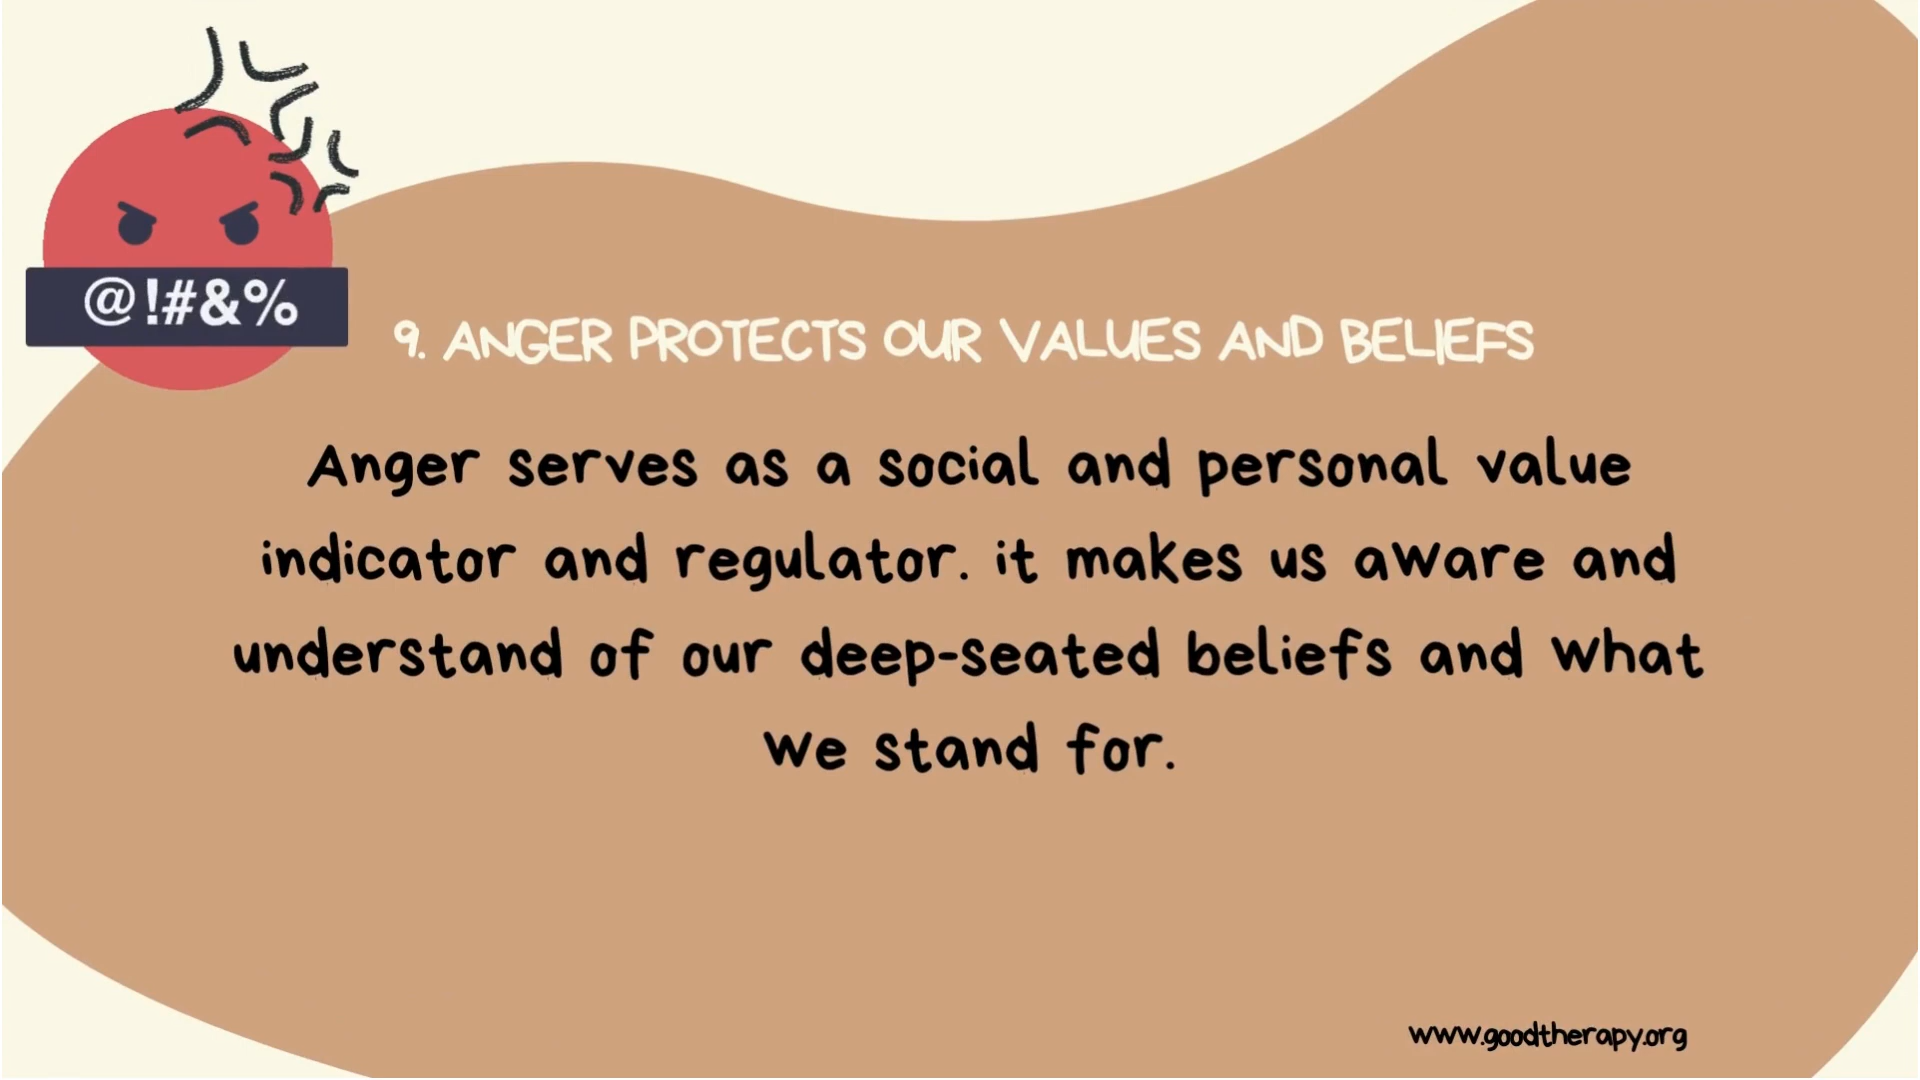 @!#&%
9. ANGER PROTECTS OUR VALUES AND BELIEFS
Anger serves as a social and personal value
indicator and regulator. it makes us aware and
understand of our deep-seated beliefs and what
we stand for.
www.goodtherapy.org